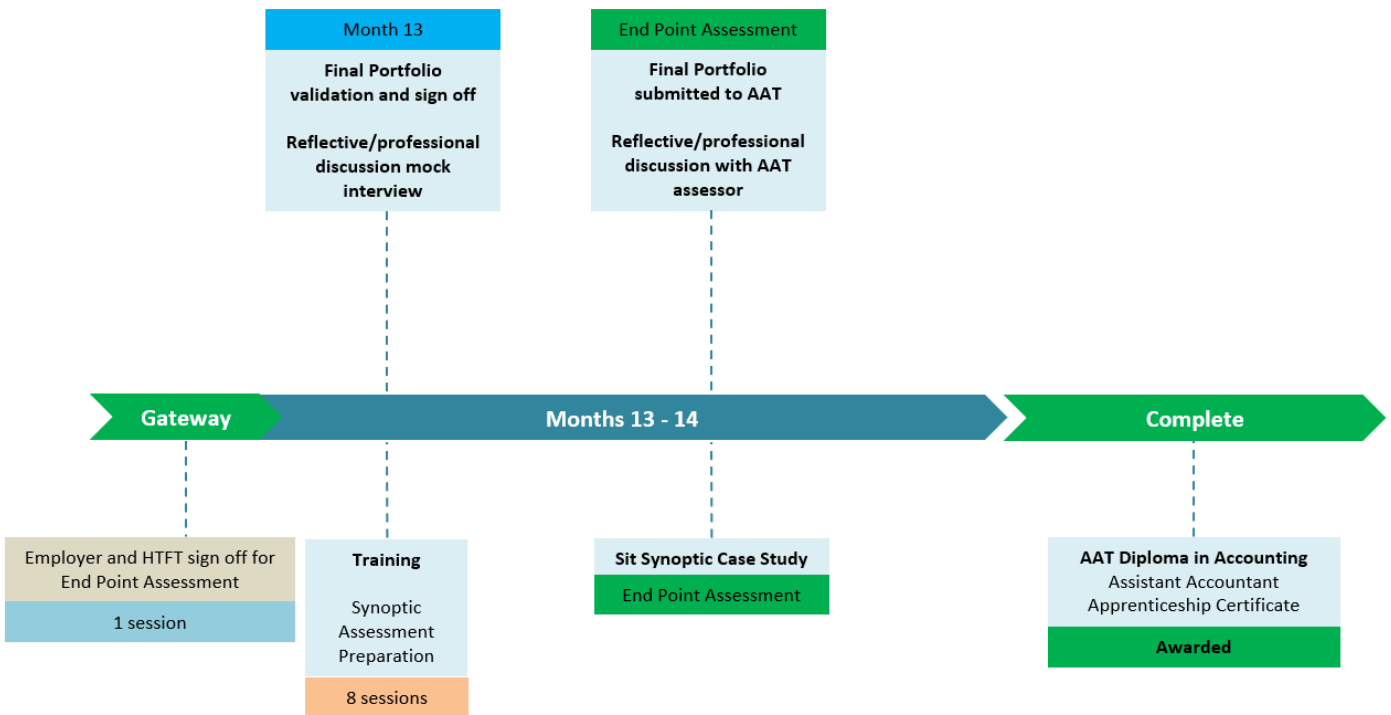 Month 13
Final Portfolio
validation and sign off
Reflective/professional
discussion mock
interview
End Point Assessment
Final Portfolio
submitted to AAT
Reflective/professional
discussion with AAT
assessor
Gateway
Months 13 - 14
Complete
Employer and HTFT sign off for
End Point Assessment
1 session
Training
Synoptic
Assessment
Preparation
8 sessions
Sit Synoptic Case Study
End Point Assessment
AAT Diploma in Accounting
Assistant Accountant
Apprenticeship Certificate
Awarded